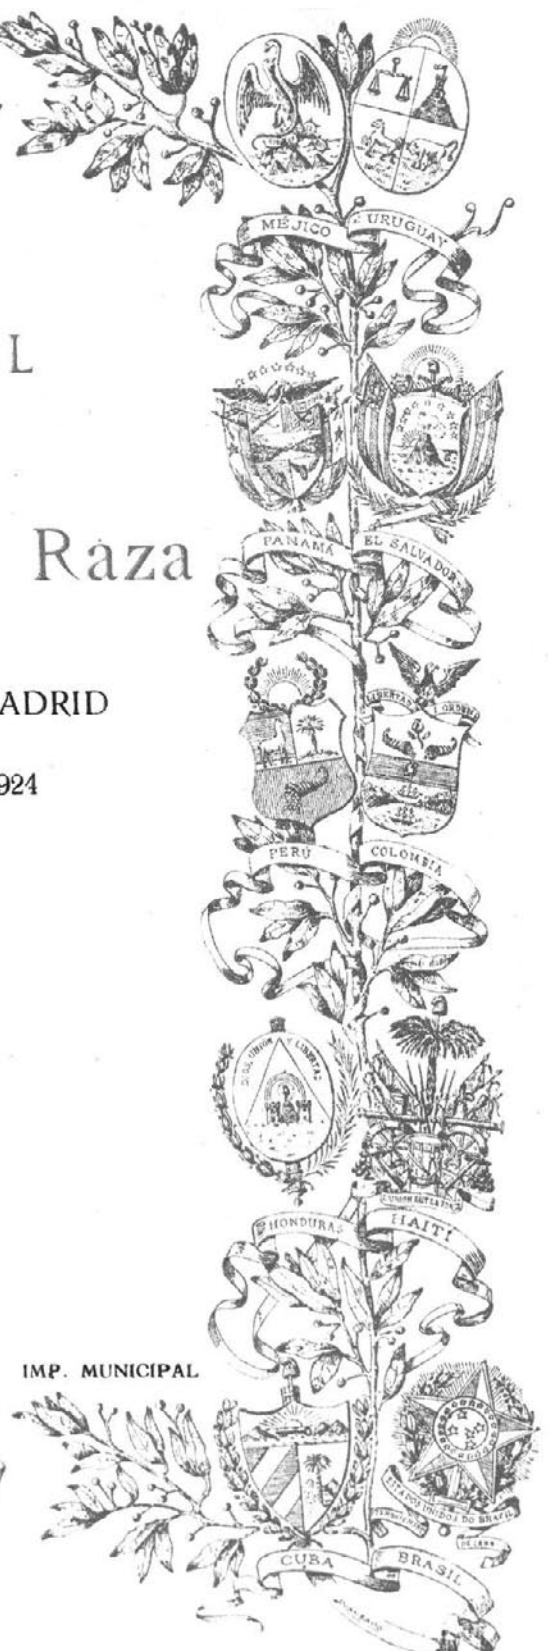 MÉJICO URUGUAY
L
Raza
PANAMÁ EL SALVADOR
ADRID
924
LIBERTAD ORDEN
PERÚ COLOMBIA
DIOS UNION Y LIBERTAD
HONDURAS HAITÍ
IMP. MUNICIPAL
ESTADOS UNIDOS DO BRAZIL
CUBA BRASIL